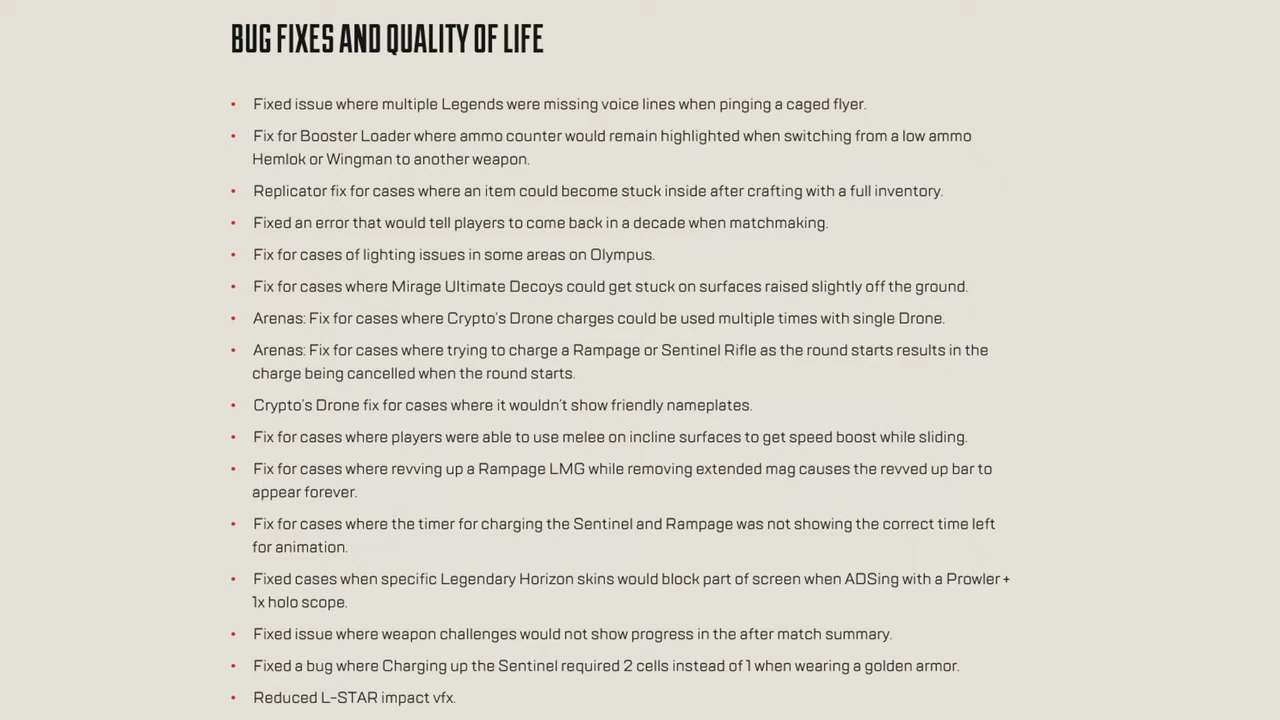 BUG FIXES AND QUALITY OF LIFE
• Fixed issue where multiple Legends were missing voice lines when pinging a caged flyer.
• Fix for Booster Loader where ammo counter would remain highlighted when switching from a low ammo
Hemlok or Wingman to another weapon.
• Replicator fix for cases where an item could become stuck inside after crafting with a full inventory.
• Fixed an error that would tell players to come back in a decade when matchmaking.
• Fix for cases of lighting issues in some areas on Olympus.
• Fix for cases where Mirage Ultimate Decoys could get stuck on surfaces raised slightly off the ground.
• Arenas: Fix for cases where Crypto's Drone charges could be used multiple times with single Drone.
• Arenas: Fix for cases where trying to charge a Rampage or Sentinel Rifle as the round starts results in the
charge being cancelled when the round starts.
• Crypto's Drone fix for cases where it wouldn't show friendly nameplates.
• Fix for cases where players were able to use melee on incline surfaces to get speed boost while sliding.
• Fix for cases where revving up a Rampage LMG while removing extended mag causes the revved up bar to
appear forever.
• Fix for cases where the timer for charging the Sentinel and Rampage was not showing the correct time left
for animation.
• Fixed cases when specific Legendary Horizon skins would block part of screen when ADSing with a Prowler +
1x holo scope.
• Fixed issue where weapon challenges would not show progress in the after match summary.
• Fixed a bug where Charging up the Sentinel required 2 cells instead of 1 when wearing a golden armor.
• Reduced L-STAR impact vfx.